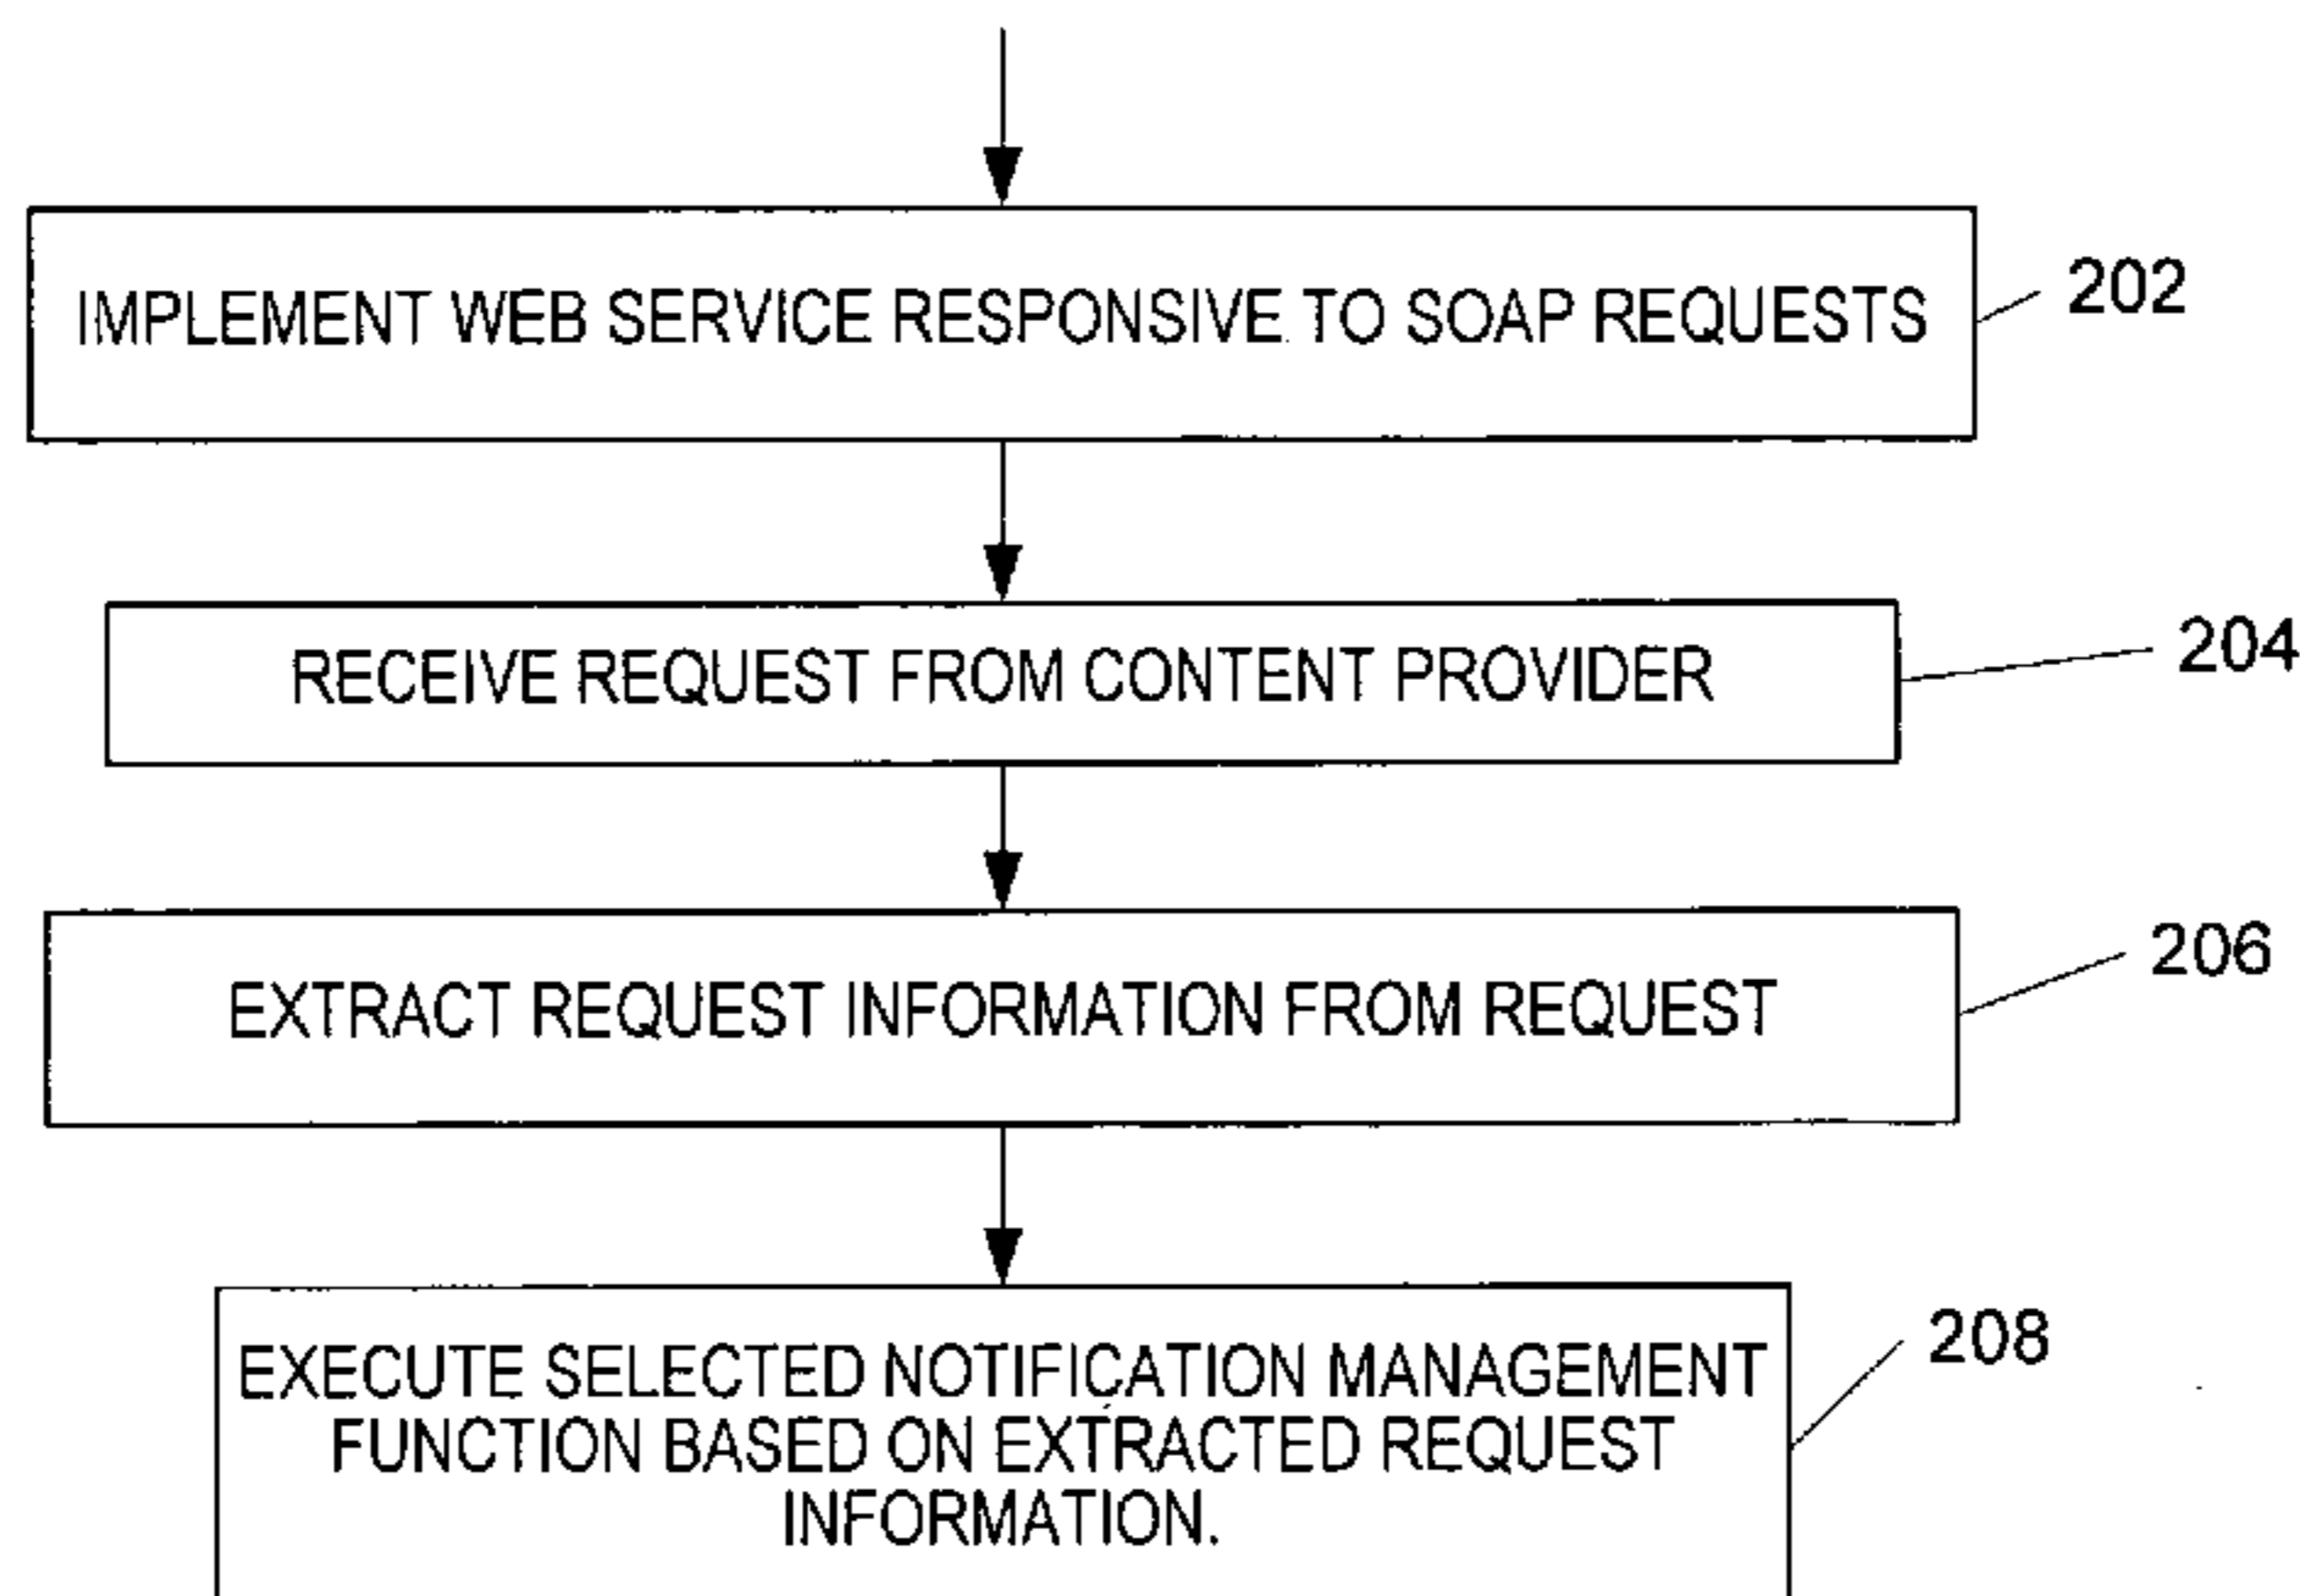 IMPLEMENT WEB SERVICE RESPONSIVE TO SOAP REQUESTS
202
RECEIVE REQUEST FROM CONTENT PROVIDER
204
EXTRACT REQUEST INFORMATION FROM REQUEST
206
EXECUTE SELECTED NOTIFICATION MANAGEMENT
FUNCTION BASED ON EXTRACTED REQUEST
INFORMATION.
208